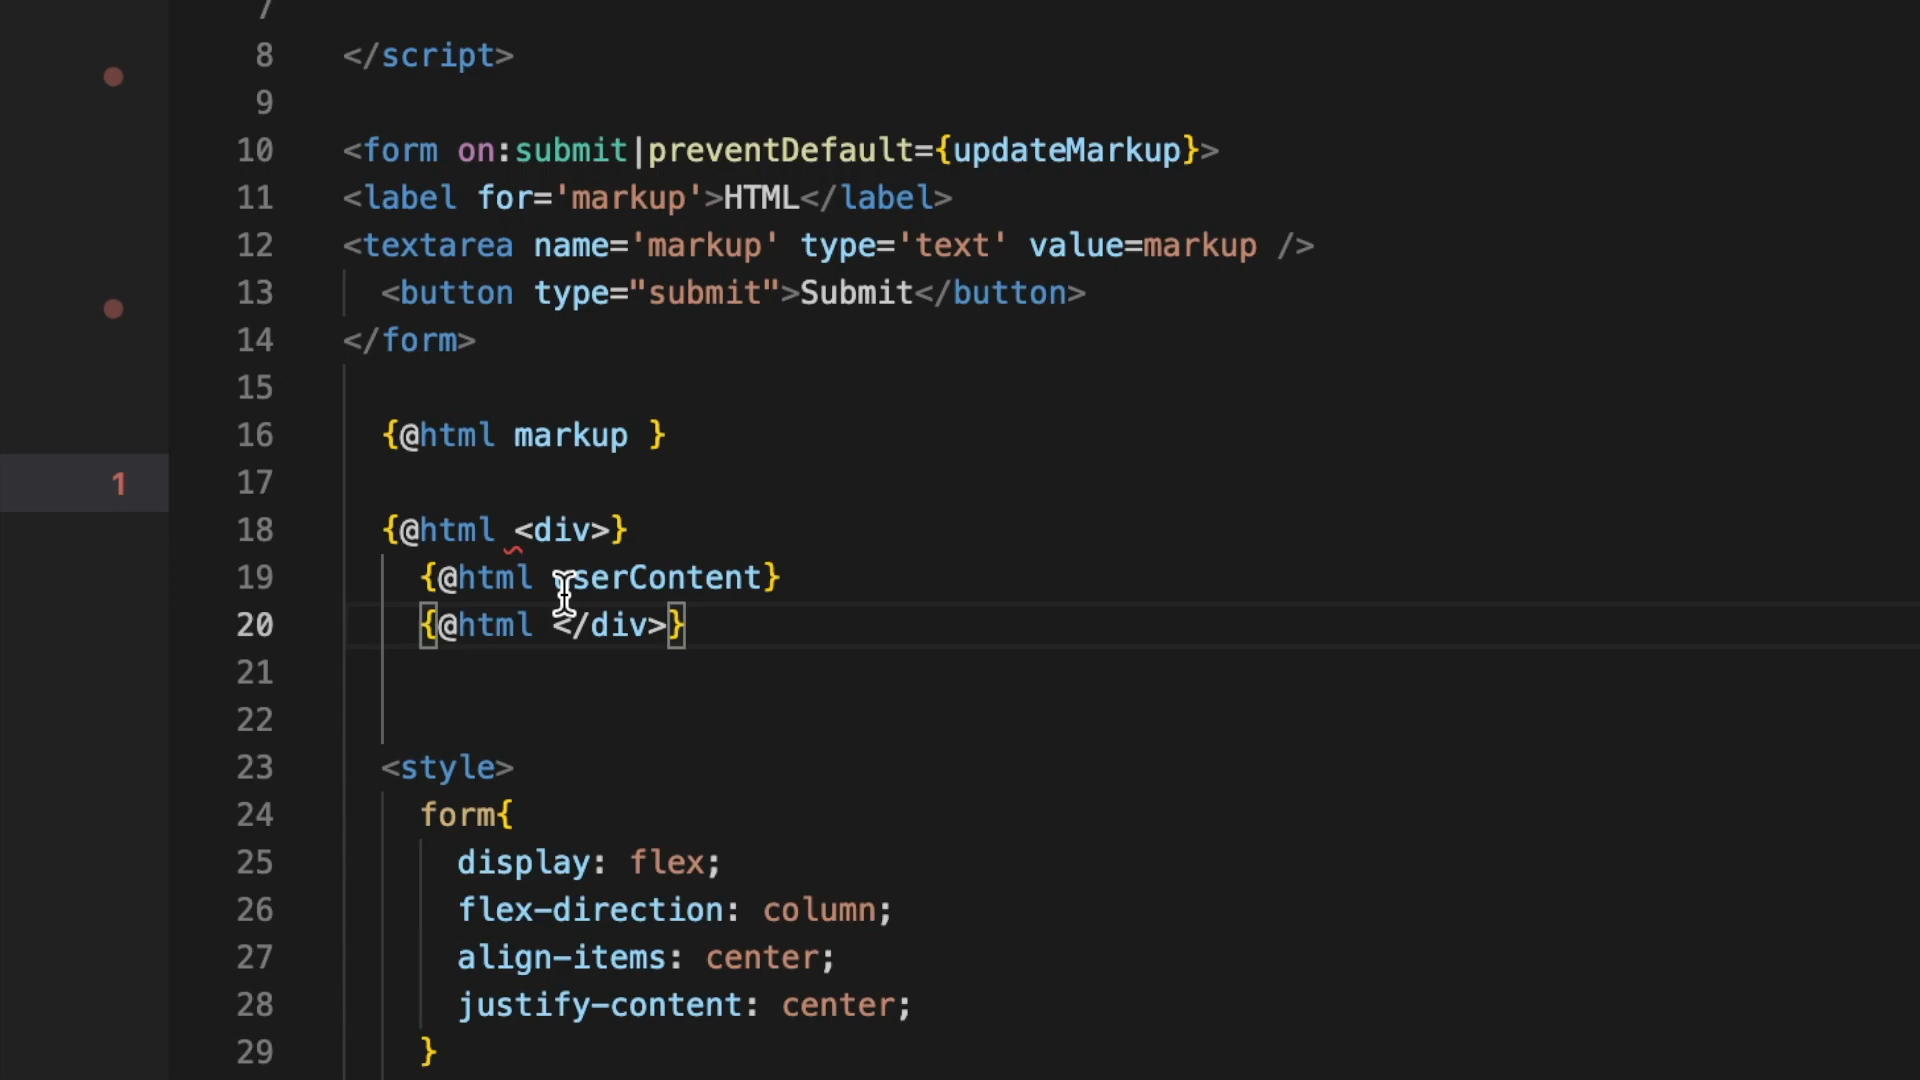 7
8 </script>
9
10 <form on:submit|preventDefault={updateMarkup}>
11 <label for='markup'>HTML</label>
12 <textarea name='markup' type='text' value=markup />
13 <button type="submit">Submit</button>
14 </form>
15
16 {@html markup }
1 17
18 {@html <div>}
19 {@html userContent}
20 {@html </div>}
21
22
23 <style>
24 form{
25 display: flex;
26 flex-direction: column;
27 align-items: center;
28 justify-content: center;
29 }